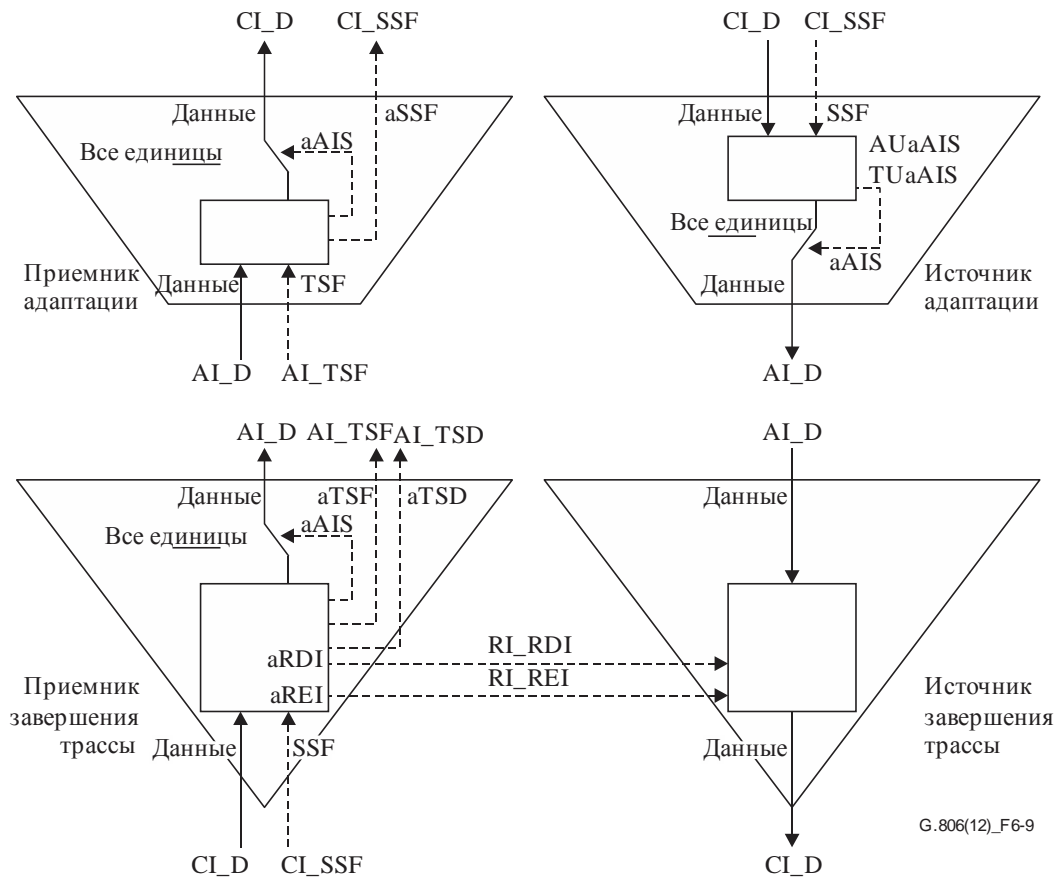 CI_D CI_SSF
Данные aSSF
aAIS
Все единицы
Приемник
адаптации
Данные TSF
AI_D AI_TSF
CI_D CI_SSF
Данные SSF
AUaAIS
TUaAIS
Все единицы
aAIS
Данные
Источник
адаптации
AI_D
AI_D AI_TSF AI_TSD
Данные aTSF aTSD
aAIS
Все единицы
aRDI
aREI
RI_RDI
RI_REI
Приемник
завершения
трассы
Данные SSF
CI_D CI_SSF
AI_D
Данные
Источник
завершения
трассы
Данные
CI_D
G.806(12)_F6-9